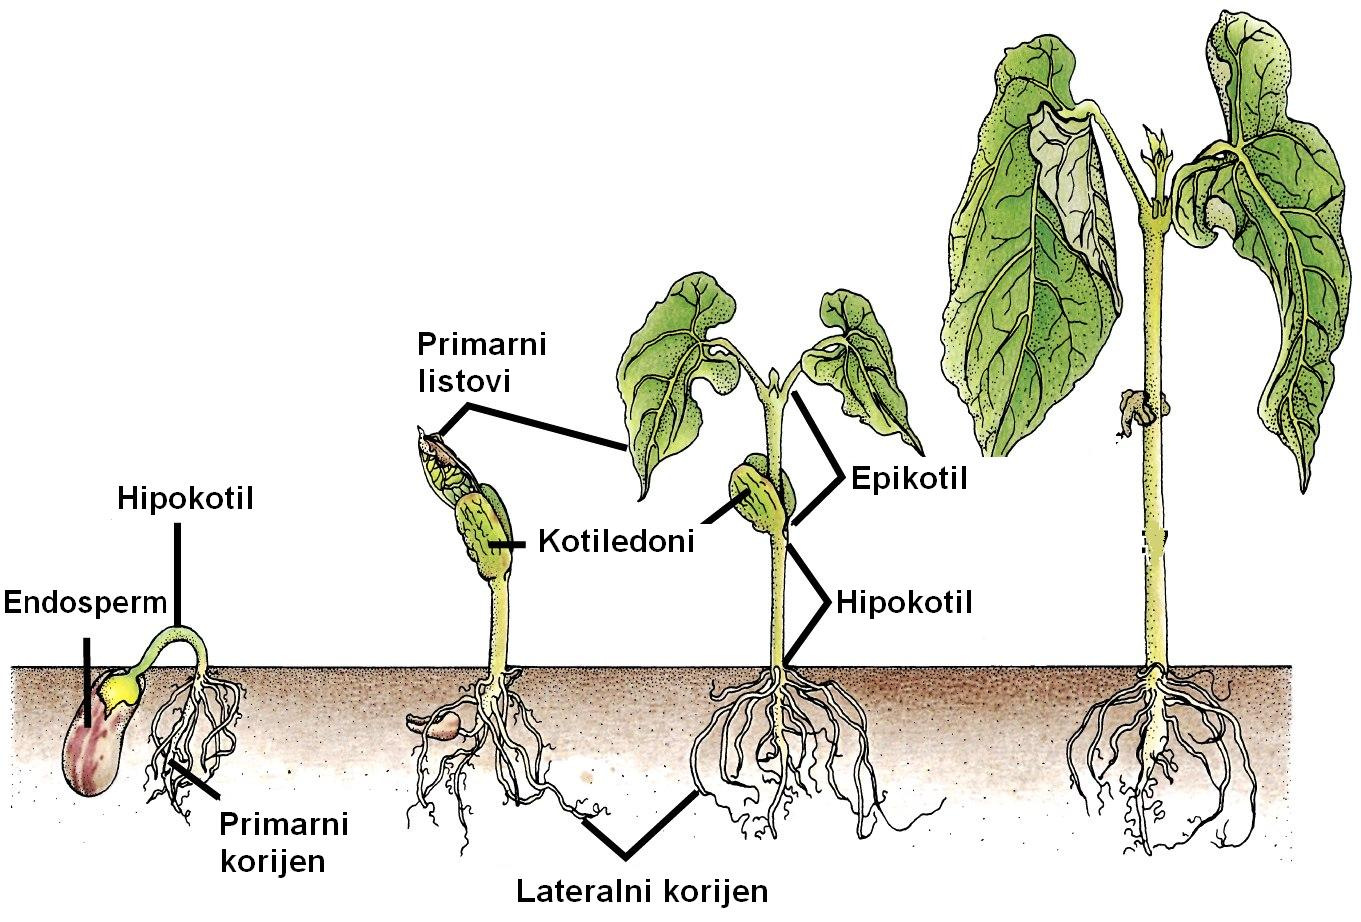 Primarni
listovi
Hipokotil
Epikotil
Kotiledoni
Endosperm
Hipokotil
Primarni
korijen
Lateralni korijen